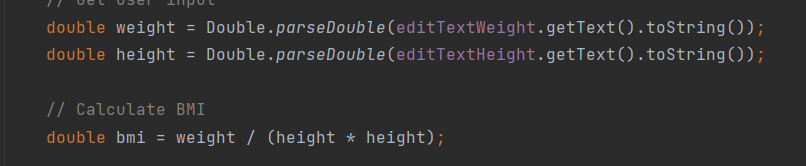 // Get user input
double weight = Double.parseDouble(editTextWeight.getText().toString());
double height = Double.parseDouble(editTextHeight.getText().toString());
// Calculate BMI
double bmi = weight / (height * height);